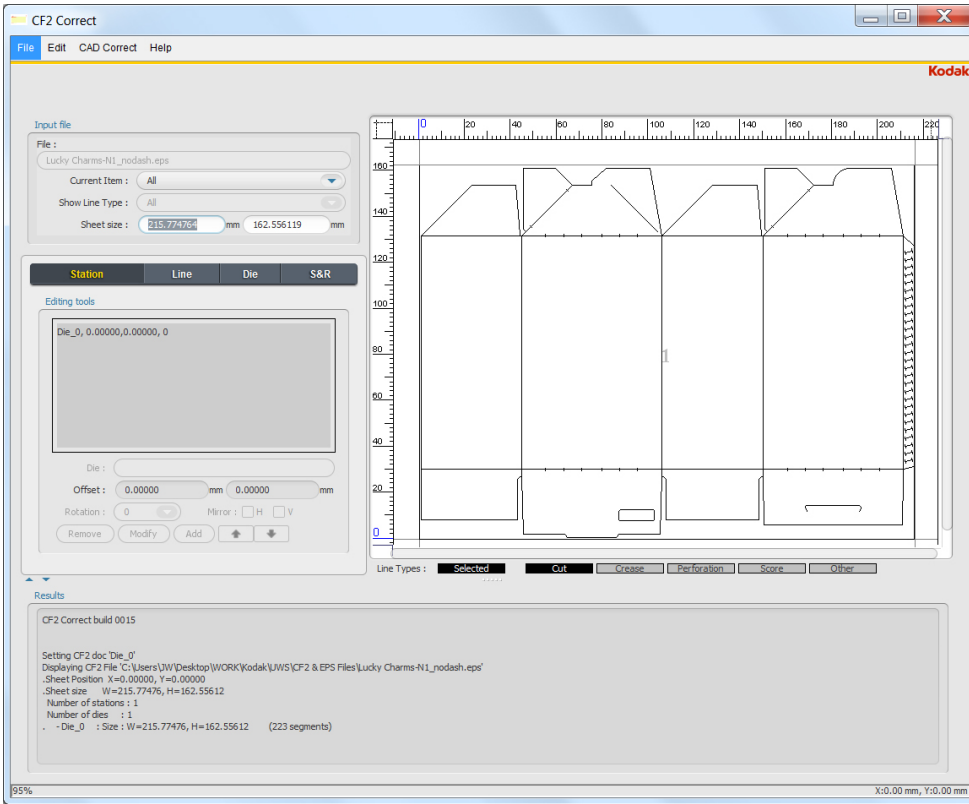 CF2 Correct
File Edit CAD Correct Help
Kodak
Input file
File :
Lucky Charms-N1_nodash.eps
Current Item : All
Show Line Type : All
Sheet size : 215.774764 mm 162.556119 mm
Station Line Die S&R
Editing tools
Die_0, 0.00000,0.00000, 0
Die :
Offset : 0.00000 mm 0.00000 mm
Rotation : 0 Mirror : H V
Remove Modify Add
0 20 40 60 80 100 120 140 160 180 200 220
160
140
120
100
80
60
40
20
0
1
Line Types : Selected Cut Crease Perforation Score Other
Results
CF2 Correct build 0015
Setting CF2 doc 'Die_0'
Displaying CF2 File 'C:\Users\JW\Desktop\WORK\Kodak\UWS\CF2 & EPS Files\Lucky Charms-N1_nodash.eps'
.Sheet Position X=0.00000, Y=0.00000
.Sheet size W=215.77476, H=162.55612
Number of stations : 1
Number of dies : 1
. - Die_0 : Size : W=215.77476, H=162.55612 (223 segments)
95%
X:0.00 mm, Y:0.00 mm